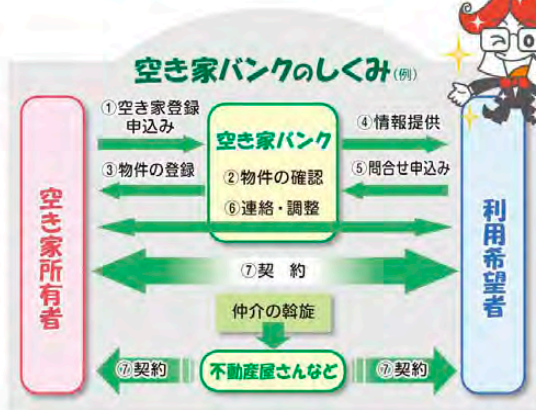 空き家バンクのしくみ(例)
①空き家登録
申込み
③物件の登録
空き家バンク
②物件の確認
⑥連絡・調整
④情報提供
⑤問合せ申込み
空き家所有者
利用希望者
⑦契 約
仲介の斡旋
⑦契約
不動産屋さんなど
⑦契約